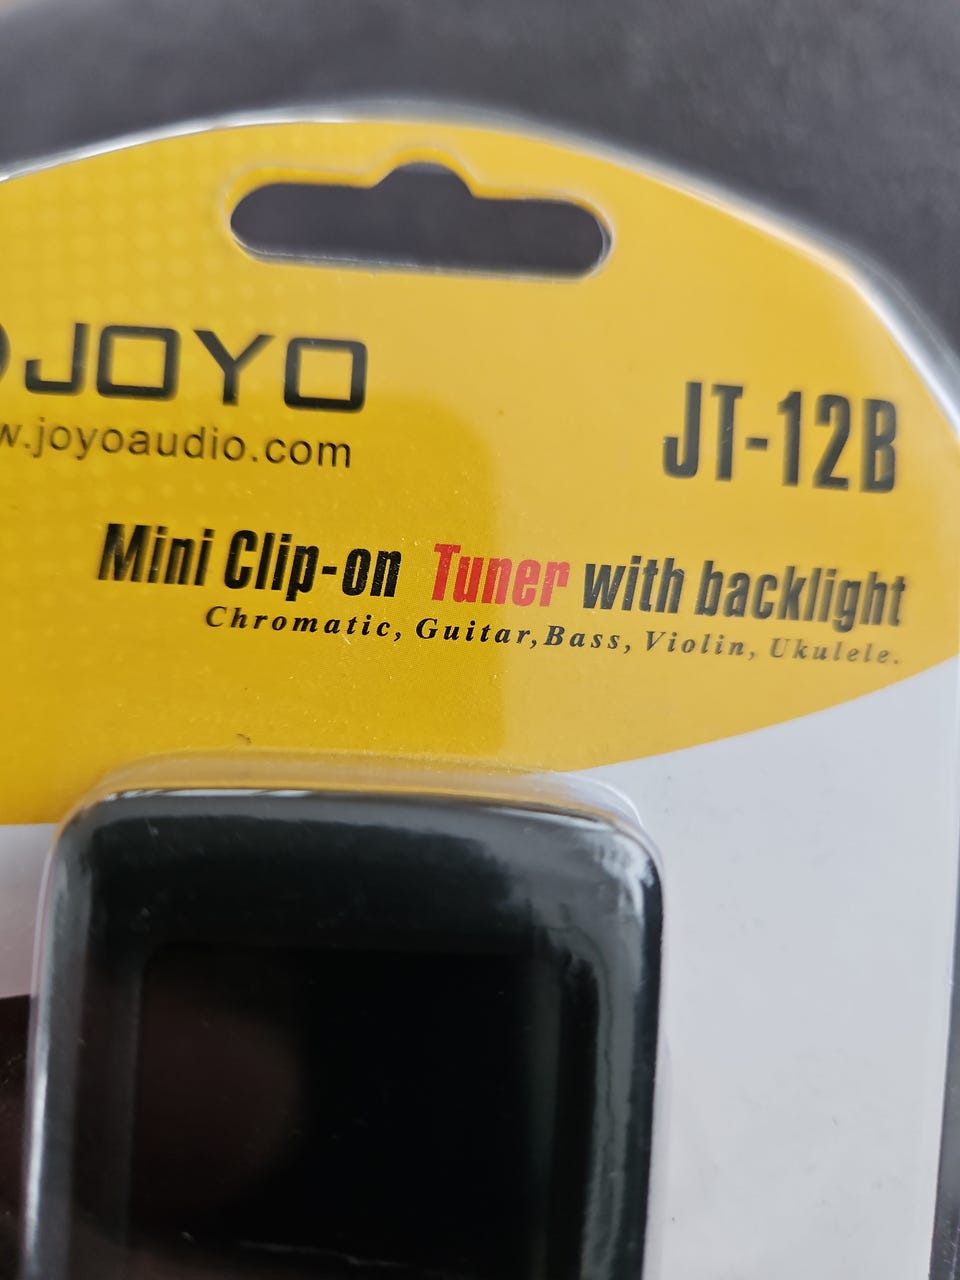 JOYO
w.joyoaudio.com
JT-12B
Mini Clip-on Tuner with backlight
Chromatic, Guitar,Bass, Violin, Ukulele.